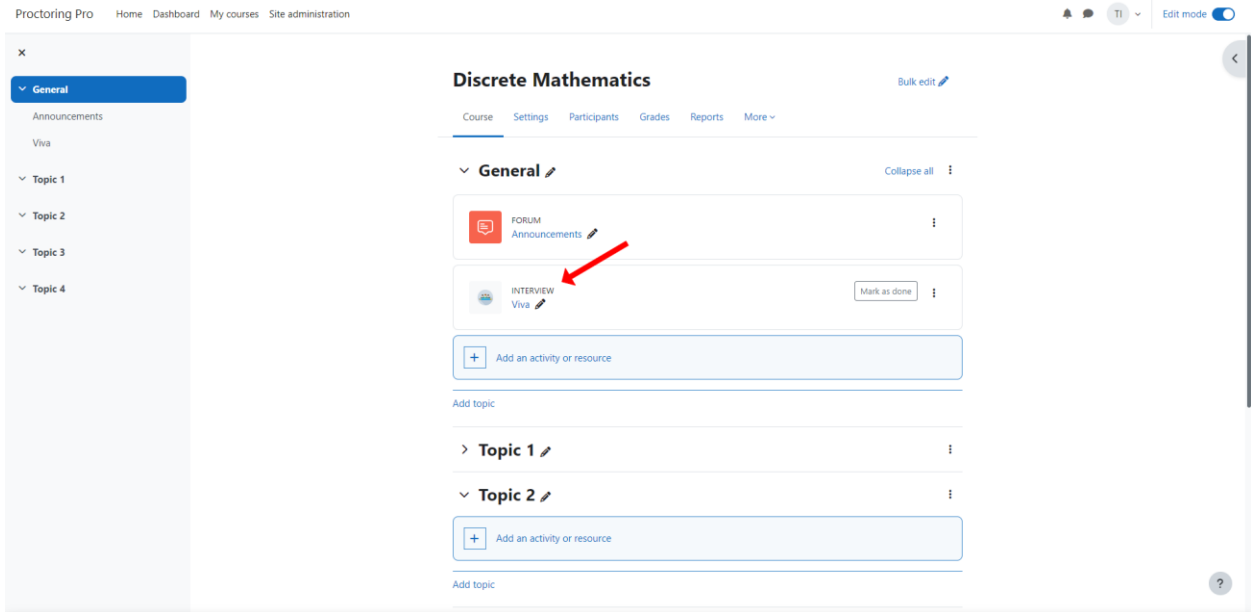 Proctoring Pro Home Dashboard My courses Site administration TI Edit mode
General
Announcements
Viva
Topic 1
Topic 2
Topic 3
Topic 4
Discrete Mathematics Bulk edit
Course Settings Participants Grades Reports More
General Collapse all
FORUM
Announcements
INTERVIEW
Viva Mark as done
Add an activity or resource
Add topic
Topic 1
Topic 2
Add an activity or resource
Add topic
?